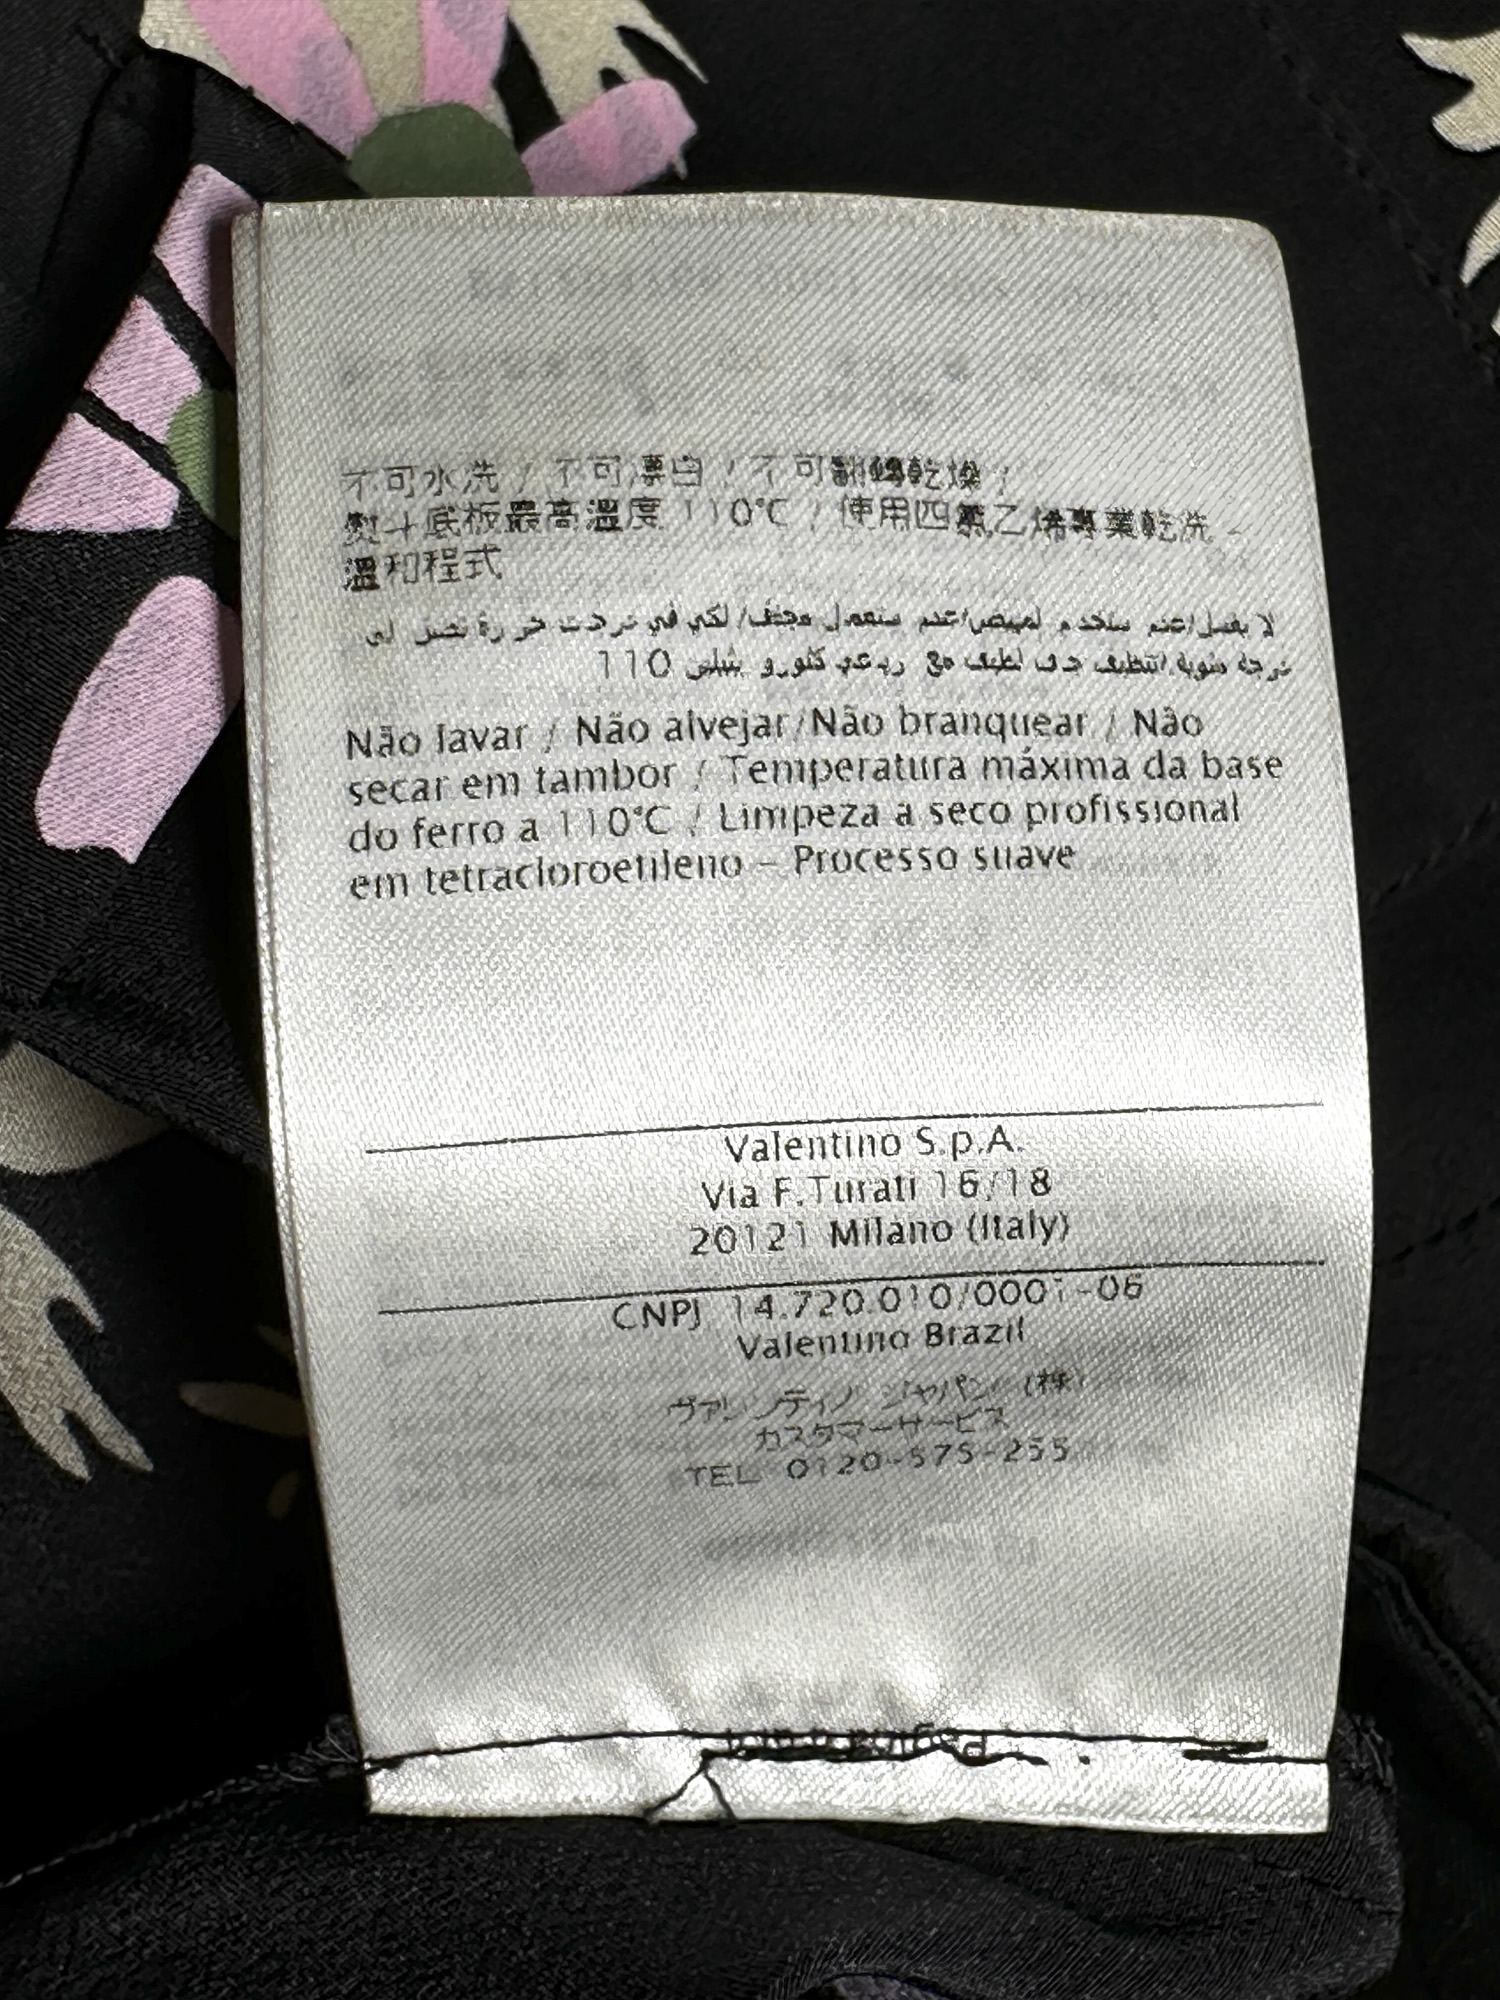 不可水洗 / 不可漂白 / 不可翻轉乾燥 /
熨斗底板最高溫度 110°C / 使用四氯乙烯專業乾洗 -
溫和程式
110
Não lavar / Não alvejar/Não branquear / Não
secar em tambor / Temperatura máxima da base
do ferro a 110°C / Limpeza a seco profissional
em tetracloroetileno – Processo suave
Valentino S.p.A.
Via F.Turati 16/18
20121 Milano (Italy)
CNPJ 14.720.010/0001-06
Valentino Brazil
ヴァレンティノ ジャパン (株)
カスタマーサービス
TEL 0120-575-255